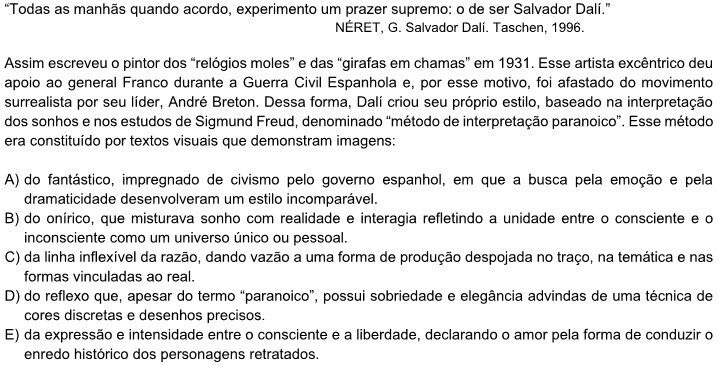 “Todas as manhãs quando acordo, experimento um prazer supremo: o de ser Salvador Dalí.”
NÉRET, G. Salvador Dalí. Taschen, 1996.
Assim escreveu o pintor dos “relógios moles” e das “girafas em chamas” em 1931. Esse artista excêntrico deu
apoio ao general Franco durante a Guerra Civil Espanhola e, por esse motivo, foi afastado do movimento
surrealista por seu líder, André Breton. Dessa forma, Dalí criou seu próprio estilo, baseado na interpretação
dos sonhos e nos estudos de Sigmund Freud, denominado “método de interpretação paranoico”. Esse método
era constituído por textos visuais que demonstram imagens:
A) do fantástico, impregnado de civismo pelo governo espanhol, em que a busca pela emoção e pela
dramaticidade desenvolveram um estilo incomparável.
B) do onírico, que misturava sonho com realidade e interagia refletindo a unidade entre o consciente e o
inconsciente como um universo único ou pessoal.
C) da linha inflexível da razão, dando vazão a uma forma de produção despojada no traço, na temática e nas
formas vinculadas ao real.
D) do reflexo que, apesar do termo “paranoico”, possui sobriedade e elegância advindas de uma técnica de
cores discretas e desenhos precisos.
E) da expressão e intensidade entre o consciente e a liberdade, declarando o amor pela forma de conduzir o
enredo histórico dos personagens retratados.